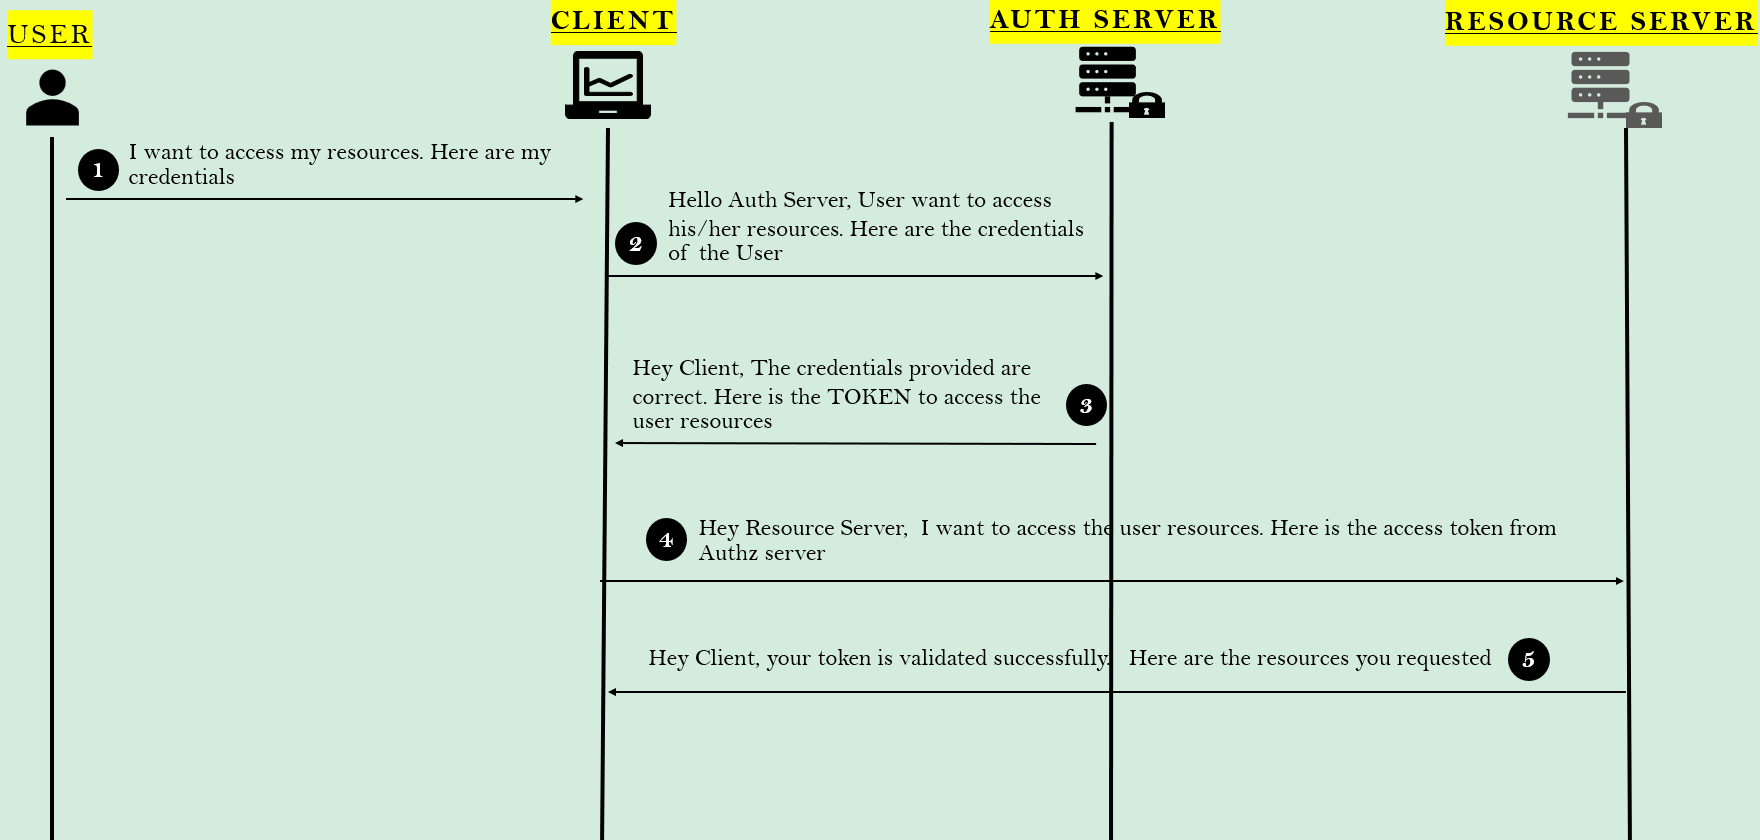 USER
CLIENT
AUTH SERVER
RESOURCE SERVER
1
I want to access my resources. Here are my
credentials
2
Hello Auth Server, User want to access
his/her resources. Here are the credentials
of the User
Hey Client, The credentials provided are
correct. Here is the TOKEN to access the
user resources
3
4
Hey Resource Server, I want to access the user resources. Here is the access token from
Authz server
Hey Client, your token is validated successfully. Here are the resources you requested
5